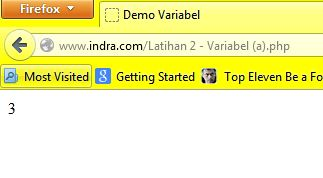 Firefox
Demo Variabel
www.indra.com/Latihan 2 - Variabel (a).php
Most Visited
Getting Started
Top Eleven Be a Fo
3